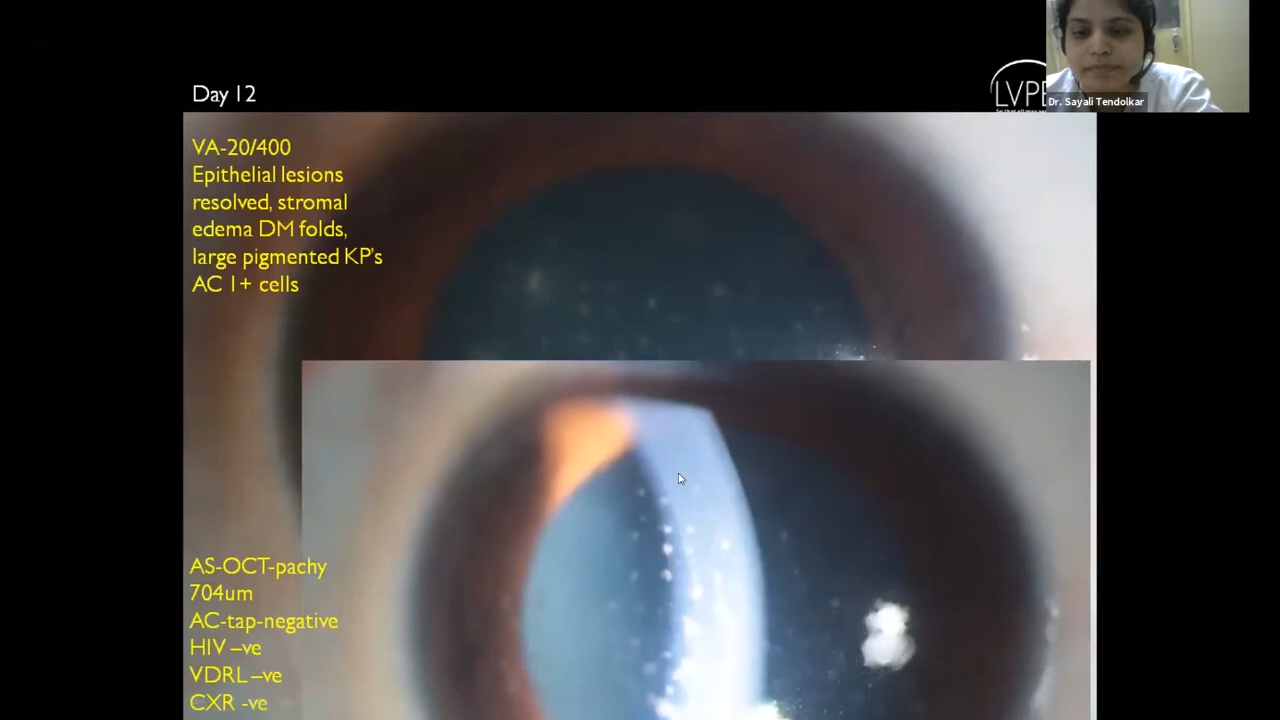 Day 12
LVPE
Dr. Sayali Tendolkar
VA-20/400
Epithelial lesions
resolved, stromal
edema DM folds,
large pigmented KP's
AC 1+ cells
AS-OCT-pachy
704um
AC-tap-negative
HIV –ve
VDRL –ve
CXR -ve